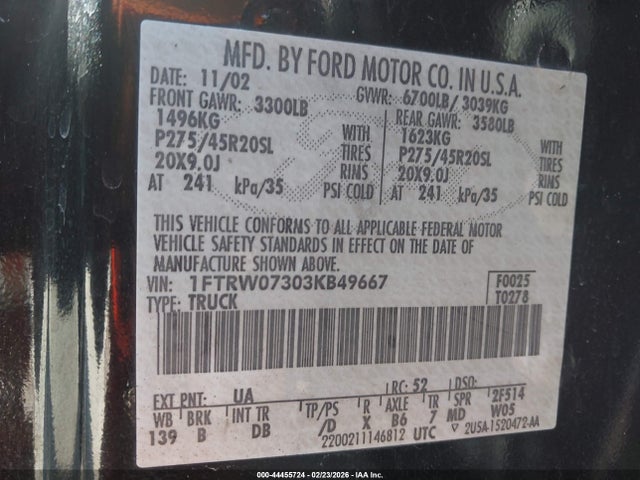 MFD. BY FORD MOTOR CO. IN U.S.A.
DATE: 11/02 GVWR: 6700LB/ 3039KG
FRONT GAWR: 3300LB REAR GAWR: 3580LB
1496KG WITH 1623KG WITH
P275/45R20SL TIRES P275/45R20SL TIRES
20X9.0J RINS 20X9.0J RINS
AT 241 kPa/35 PSI COLD AT 241 kPa/35 PSI COLD
THIS VEHICLE CONFORMS TO ALL APPLICABLE FEDERAL MOTOR
VEHICLE SAFETY STANDARDS IN EFFECT ON THE DATE OF
MANUFACTURE SHOWN ABOVE.
VIN: 1FTRW07303KB49667 F0025
TYPE: TRUCK T0278
EXT PNT: UA RC: 52 DSO:
WB BRK INT TR TP/PS R AXLE TR SPR 2F514
139 B DB /D X B6 7 MD W05
2200211146812 UTC ▽ 2U5A-1520472-AA
000-44455724 - 02/23/2026 - IAAI.COM